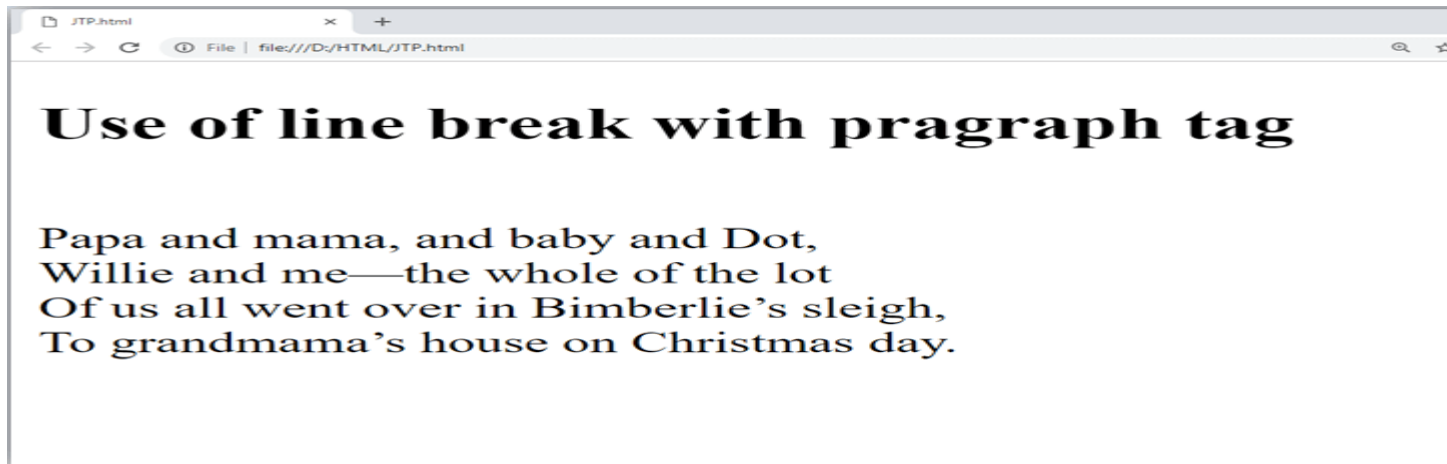 JTP.html
File | file:///D:/HTML/JTP.html
Use of line break with pragraph tag
Papa and mama, and baby and Dot,
Willie and me—the whole of the lot
Of us all went over in Bimberlie’s sleigh,
To grandmama’s house on Christmas day.